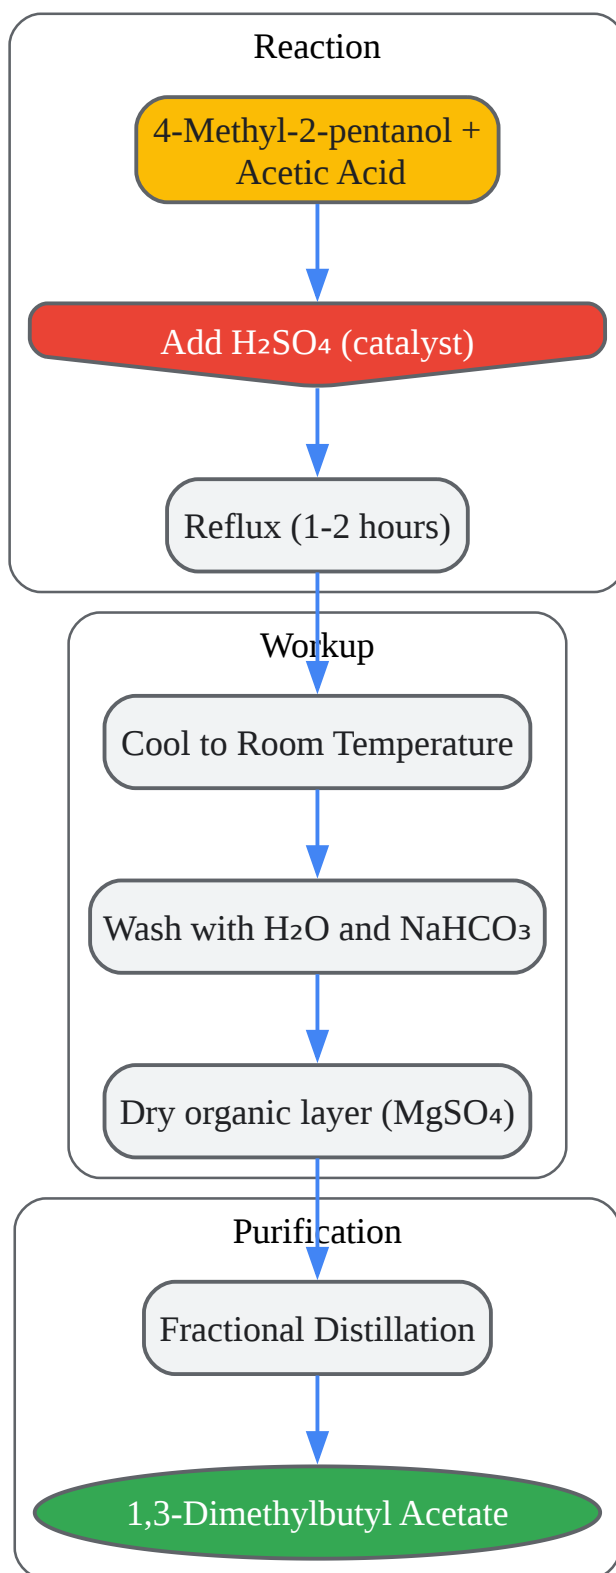 Reaction
4-Methyl-2-pentanol +
Acetic Acid
Add H₂SO₄ (catalyst)
Reflux (1-2 hours)
Workup
Cool to Room Temperature
Wash with H₂O and NaHCO₃
Dry organic layer (MgSO₄)
Purification
Fractional Distillation
1,3-Dimethylbutyl Acetate